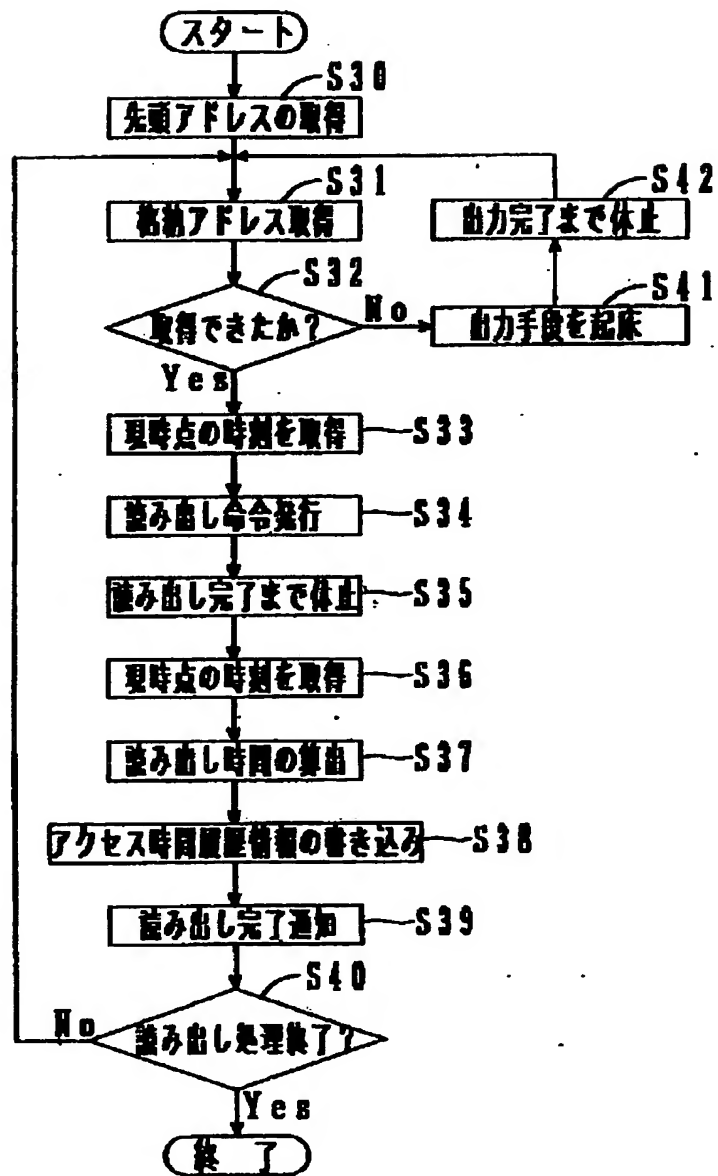 スタート
S30
先頭アドレスの取得
S31
格納アドレス取得
S42
出力完了まで休止
S32
取得できたか?
No
S41
出力手段を起床
Yes
現時点の時刻を取得
S33
読み出し命令発行
S34
読み出し完了まで休止
S35
現時点の時刻を取得
S36
読み出し時間の算出
S37
アクセス時間履歴情報の書き込み
S38
読み出し完了通知
S39
S40
No
読み出し処理終了?
Yes
終 了